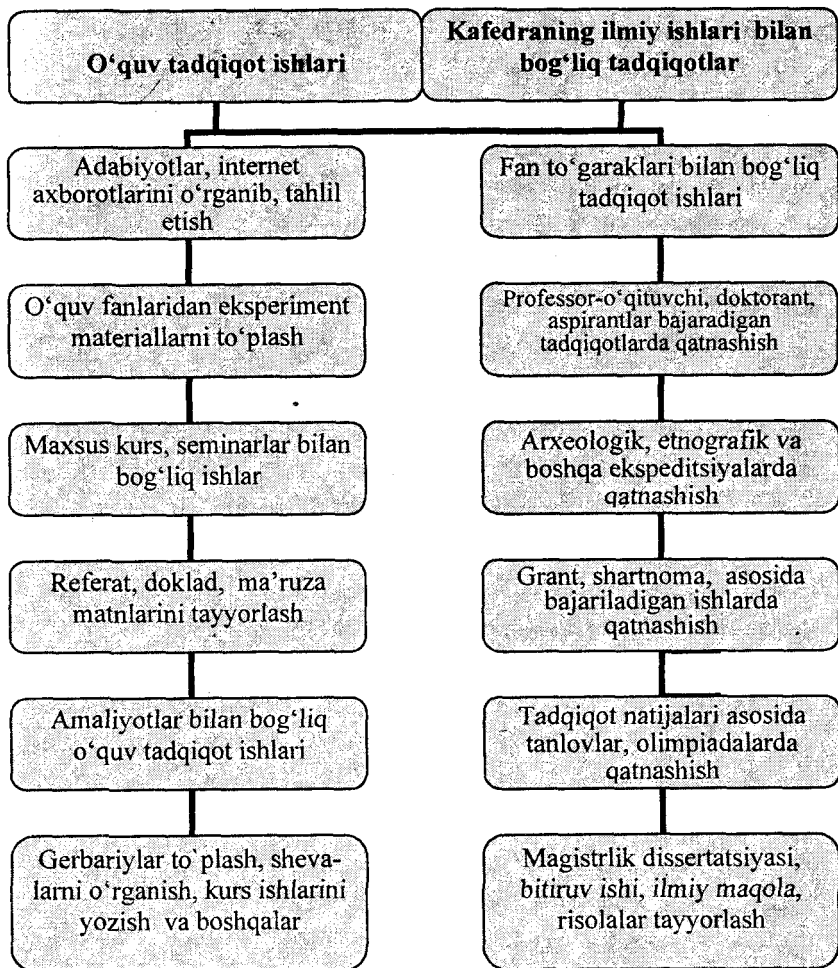 O‘quv tadqiqot ishlari
Kafedraning ilmiy ishlari bilan
bog‘liq tadqiqotlar
Adabiyotlar, internet
axborotlarini o‘rganib, tahlil
etish
O‘quv fanlaridan eksperiment
materiallarni to‘plash
Maxsus kurs, seminarlar bilan
bog‘liq ishlar
Referat, doklad, ma’ruza
matnlarini tayyorlash
Amaliyotlar bilan bog‘liq
o‘quv tadqiqot ishlari
Gerbariylar to`plash, sheva-
larni o‘rganish, kurs ishlarini
yozish va boshqalar
Fan to‘garaklari bilan bog‘liq
tadqiqot ishlari
Professor-o‘qituvchi, doktorant,
aspirantlar bajaradigan
tadqiqotlarda qatnashish
Arxeologik, etnografik va
boshqa ekspeditsiyalarda
qatnashish
Grant, shartnoma, asosida
bajariladigan ishlarda
qatnashish
Tadqiqot natijalari asosida
tanlovlar, olimpiadalarda
qatnashish
Magistrlik dissertatsiyasi,
bitiruv ishi, ilmiy maqola,
risolalar tayyorlash